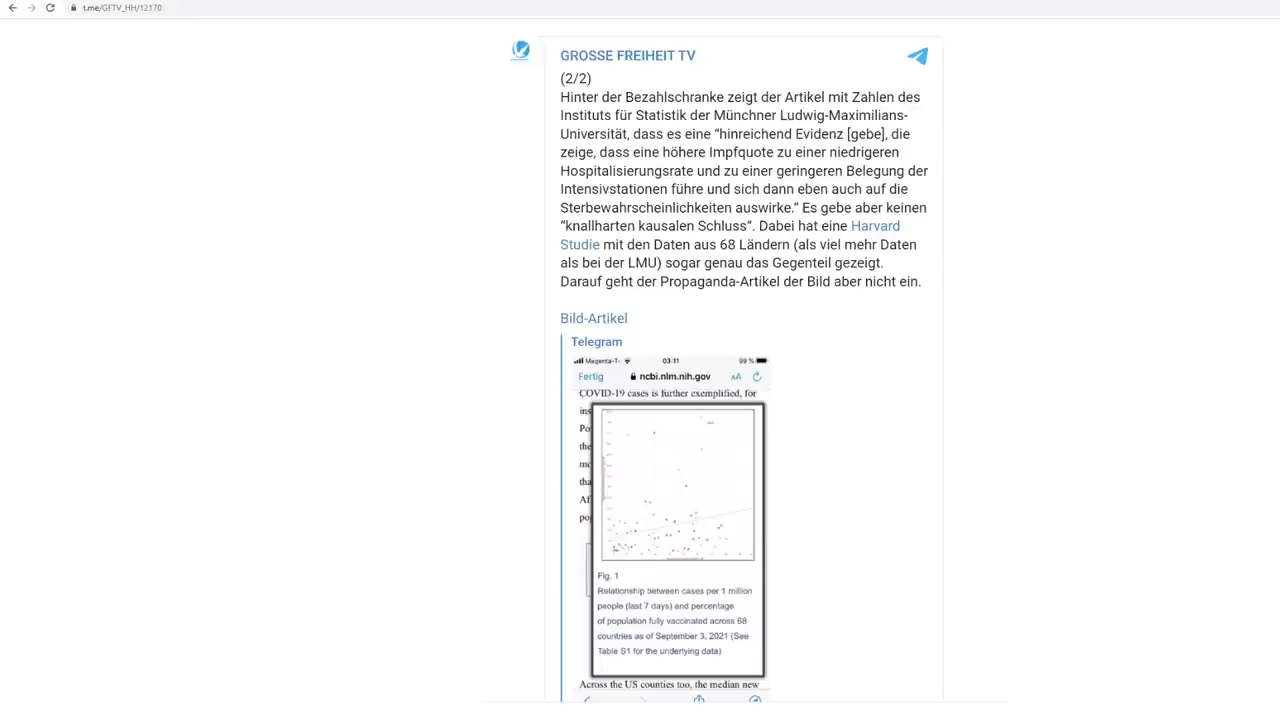 t.me/GFTV_HH/12170
GROSSE FREIHEIT TV
(2/2)
Hinter der Bezahlschranke zeigt der Artikel mit Zahlen des
Instituts für Statistik der Münchner Ludwig-Maximilians-
Universität, dass es eine “hinreichend Evidenz [gebe], die
zeige, dass eine höhere Impfquote zu einer niedrigeren
Hospitalisierungsrate und zu einer geringeren Belegung der
Intensivstationen führe und sich dann eben auch auf die
Sterbewahrscheinlichkeiten auswirke.“ Es gebe aber keinen
“knallharten kausalen Schluss“. Dabei hat eine Harvard
Studie mit den Daten aus 68 Ländern (als viel mehr Daten
als bei der LMU) sogar genau das Gegenteil gezeigt.
Darauf geht der Propaganda-Artikel der Bild aber nicht ein.
Bild-Artikel
Telegram
Magenta-T- 03:11 99 %
Fertig ncbi.nlm.nih.gov AA
COVID-19 cases is further exemplified, for
ins
Po
the
mo
tha
Af
pop
Fig. 1
Relationship between cases per 1 million
people (last 7 days) and percentage
of population fully vaccinated across 68
countries as of September 3, 2021 (See
Table S1 for the underlying data)
Across the US counties too, the median new